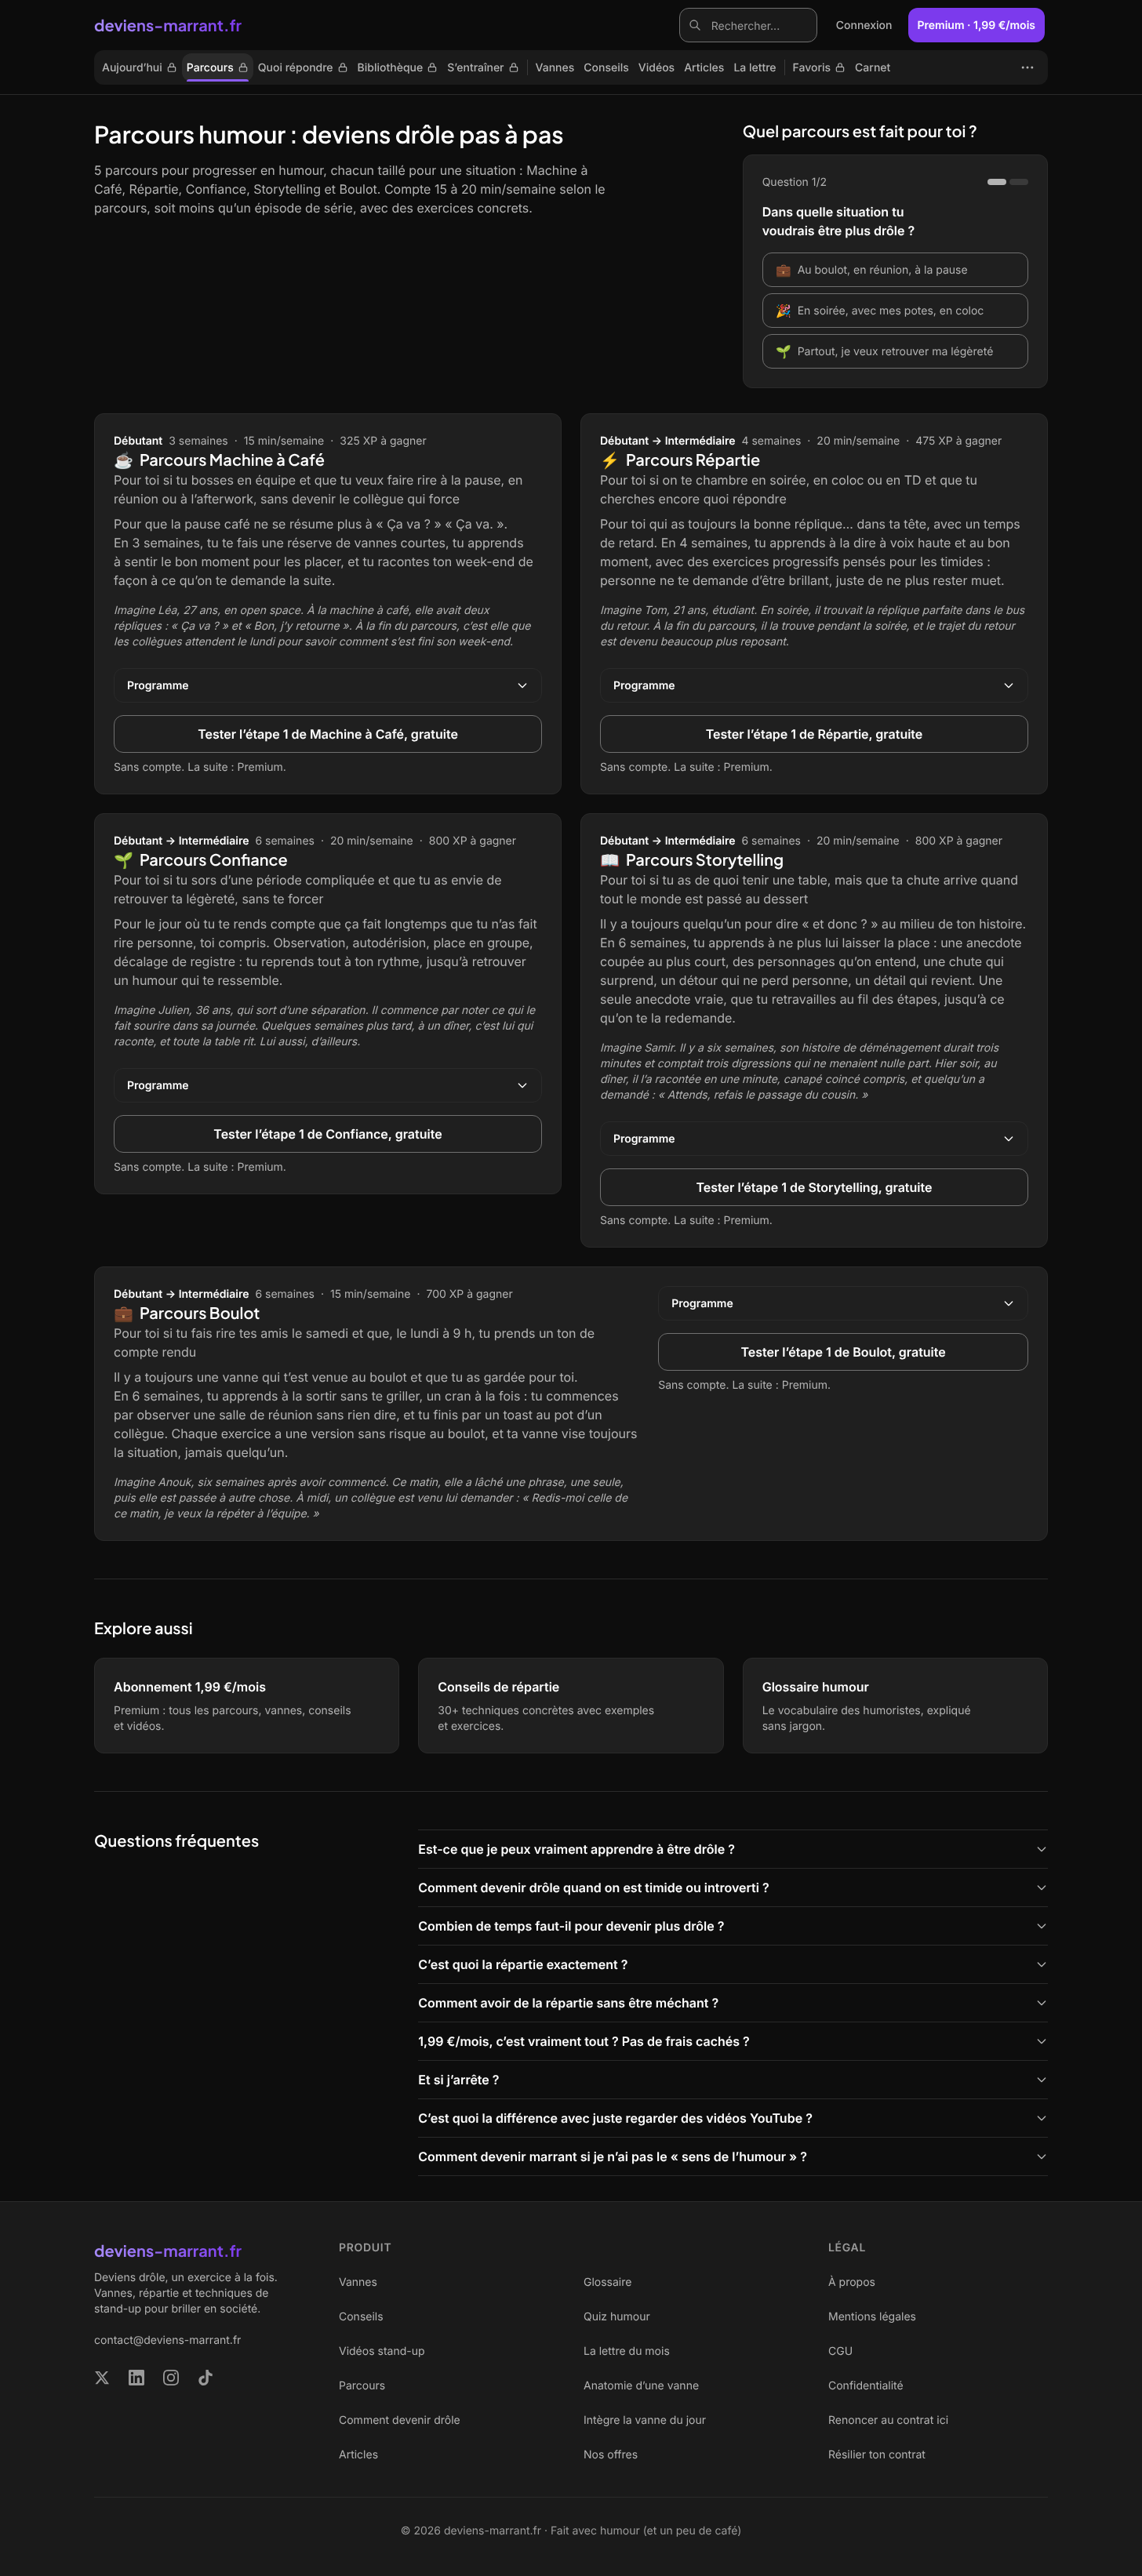 deviens-marrant.fr
Rechercher...
Connexion
Premium · 1,99 €/mois
Aujourd’hui
Parcours
Quoi répondre
Bibliothèque
S’entraîner
Vannes
Conseils
Vidéos
Articles
La lettre
Favoris
Carnet
Parcours humour : deviens drôle pas à pas
5 parcours pour progresser en humour, chacun taillé pour une situation : Machine à
Café, Répartie, Confiance, Storytelling et Boulot. Compte 15 à 20 min/semaine selon le
parcours, soit moins qu’un épisode de série, avec des exercices concrets.
Quel parcours est fait pour toi ?
Question 1/2
Dans quelle situation tu
voudrais être plus drôle ?
Au boulot, en réunion, à la pause
En soirée, avec mes potes, en coloc
Partout, je veux retrouver ma légèreté
Débutant 3 semaines · 15 min/semaine · 325 XP à gagner
Parcours Machine à Café
Pour toi si tu bosses en équipe et que tu veux faire rire à la pause, en
réunion ou à l’afterwork, sans devenir le collègue qui force
Pour que la pause café ne se résume plus à « Ça va ? » « Ça va. ».
En 3 semaines, tu te fais une réserve de vannes courtes, tu apprends
à sentir le bon moment pour les placer, et tu racontes ton week-end de
façon à ce qu’on te demande la suite.
Imagine Léa, 27 ans, en open space. À la machine à café, elle avait deux
répliques : « Ça va ? » et « Bon, j’y retourne ». À la fin du parcours, c’est elle que
les collègues attendent le lundi pour savoir comment s’est fini son week-end.
Programme
Tester l’étape 1 de Machine à Café, gratuite
Sans compte. La suite : Premium.
Débutant → Intermédiaire 4 semaines · 20 min/semaine · 475 XP à gagner
Parcours Répartie
Pour toi si on te chambre en soirée, en coloc ou en TD et que tu
cherches encore quoi répondre
Pour toi qui as toujours la bonne réplique… dans ta tête, avec un temps
de retard. En 4 semaines, tu apprends à la dire à voix haute et au bon
moment, avec des exercices progressifs pensés pour les timides :
personne ne te demande d’être brillant, juste de ne plus rester muet.
Imagine Tom, 21 ans, étudiant. En soirée, il trouvait la réplique parfaite dans le bus
du retour. À la fin du parcours, il la trouve pendant la soirée, et le trajet du retour
est devenu beaucoup plus reposant.
Programme
Tester l’étape 1 de Répartie, gratuite
Sans compte. La suite : Premium.
Débutant → Intermédiaire 6 semaines · 20 min/semaine · 800 XP à gagner
Parcours Confiance
Pour toi si tu sors d’une période compliquée et que tu as envie de
retrouver ta légèreté, sans te forcer
Pour le jour où tu te rends compte que ça fait longtemps que tu n’as fait
rire personne, toi compris. Observation, autodérision, place en groupe,
décalage de registre : tu reprends tout à ton rythme, jusqu’à retrouver
un humour qui te ressemble.
Imagine Julien, 36 ans, qui sort d’une séparation. Il commence par noter ce qui le
fait sourire dans sa journée. Quelques semaines plus tard, à un dîner, c’est lui qui
raconte, et toute la table rit. Lui aussi, d’ailleurs.
Programme
Tester l’étape 1 de Confiance, gratuite
Sans compte. La suite : Premium.
Débutant → Intermédiaire 6 semaines · 20 min/semaine · 800 XP à gagner
Parcours Storytelling
Pour toi si tu as de quoi tenir une table, mais que ta chute arrive quand
tout le monde est passé au dessert
Il y a toujours quelqu’un pour dire « et donc ? » au milieu de ton histoire.
En 6 semaines, tu apprends à ne plus lui laisser la place : une anecdote
coupée au plus court, des personnages qu’on entend, une chute qui
surprend, un détour qui ne perd personne, un détail qui revient. Une
seule anecdote vraie, que tu retravailles au fil des étapes, jusqu’à ce
qu’on te la redemande.
Imagine Samir. Il y a six semaines, son histoire de déménagement durait trois
minutes et comptait trois digressions qui ne menaient nulle part. Hier soir, au
dîner, il l’a racontée en une minute, canapé coincé compris, et quelqu’un a
demandé : « Attends, refais le passage du cousin. »
Programme
Tester l’étape 1 de Storytelling, gratuite
Sans compte. La suite : Premium.
Débutant → Intermédiaire 6 semaines · 15 min/semaine · 700 XP à gagner
Parcours Boulot
Pour toi si tu fais rire tes amis le samedi et que, le lundi à 9 h, tu prends un ton de
compte rendu
Il y a toujours une vanne qui t’est venue au boulot et que tu as gardée pour toi.
En 6 semaines, tu apprends à la sortir sans te griller, un cran à la fois : tu commences
par observer une salle de réunion sans rien dire, et tu finis par un toast au pot d’un
collègue. Chaque exercice a une version sans risque au boulot, et ta vanne vise toujours
la situation, jamais quelqu’un.
Imagine Anouk, six semaines après avoir commencé. Ce matin, elle a lâché une phrase, une seule,
puis elle est passée à autre chose. À midi, un collègue est venu lui demander : « Redis-moi celle de
ce matin, je veux la répéter à l’équipe. »
Programme
Tester l’étape 1 de Boulot, gratuite
Sans compte. La suite : Premium.
Explore aussi
Abonnement 1,99 €/mois
Premium : tous les parcours, vannes, conseils
et vidéos.
Conseils de répartie
30+ techniques concrètes avec exemples
et exercices.
Glossaire humour
Le vocabulaire des humoristes, expliqué
sans jargon.
Questions fréquentes
Est-ce que je peux vraiment apprendre à être drôle ?
Comment devenir drôle quand on est timide ou introverti ?
Combien de temps faut-il pour devenir plus drôle ?
C’est quoi la répartie exactement ?
Comment avoir de la répartie sans être méchant ?
1,99 €/mois, c’est vraiment tout ? Pas de frais cachés ?
Et si j’arrête ?
C’est quoi la différence avec juste regarder des vidéos YouTube ?
Comment devenir marrant si je n’ai pas le « sens de l’humour » ?
deviens-marrant.fr
Deviens drôle, un exercice à la fois.
Vannes, répartie et techniques de
stand-up pour briller en société.
contact@deviens-marrant.fr
PRODUIT
Vannes
Conseils
Vidéos stand-up
Parcours
Comment devenir drôle
Articles
Glossaire
Quiz humour
La lettre du mois
Anatomie d’une vanne
Intègre la vanne du jour
Nos offres
LÉGAL
À propos
Mentions légales
CGU
Confidentialité
Renoncer au contrat ici
Résilier ton contrat
© 2026 deviens-marrant.fr · Fait avec humour (et un peu de café)